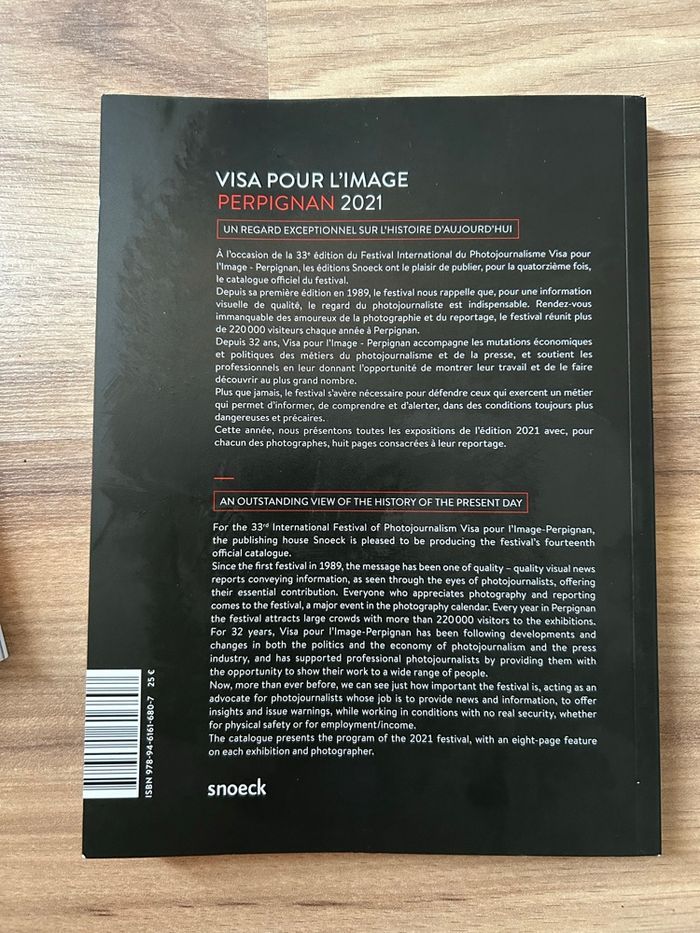 VISA POUR L'IMAGE
PERPIGNAN 2021
UN REGARD EXCEPTIONNEL SUR L'HISTOIRE D'AUJOURD'HUI
À l'occasion de la 33e édition du Festival International du Photojournalisme Visa pour
l'Image - Perpignan, les éditions Snoeck ont le plaisir de publier, pour la quatorzième fois,
le catalogue officiel du festival.
Depuis sa première édition en 1989, le festival nous rappelle que, pour une information
visuelle de qualité, le regard du photojournaliste est indispensable. Rendez-vous
immanquable des amoureux de la photographie et du reportage, le festival réunit plus
de 220 000 visiteurs chaque année à Perpignan.
Depuis 32 ans, Visa pour l'Image - Perpignan accompagne les mutations économiques
et politiques des métiers du photojournalisme et de la presse, et soutient les
professionnels en leur donnant l'opportunité de montrer leur travail et de le faire
découvrir au plus grand nombre.
Plus que jamais, le festival s'avère nécessaire pour défendre ceux qui exercent un métier
qui permet d'informer, de comprendre et d'alerter, dans des conditions toujours plus
dangereuses et précaires.
Cette année, nous présentons toutes les expositions de l'édition 2021 avec, pour
chacun des photographes, huit pages consacrées à leur reportage.
AN OUTSTANDING VIEW OF THE HISTORY OF THE PRESENT DAY
For the 33rd International Festival of Photojournalism Visa pour l'Image-Perpignan,
the publishing house Snoeck is pleased to be producing the festival's fourteenth
official catalogue.
Since the first festival in 1989, the message has been one of quality – quality visual news
reports conveying information, as seen through the eyes of photojournalists, offering
their essential contribution. Everyone who appreciates photography and reporting
comes to the festival, a major event in the photography calendar. Every year in Perpignan
the festival attracts large crowds with more than 220 000 visitors to the exhibitions.
For 32 years, Visa pour l'Image-Perpignan has been following developments and
changes in both the politics and the economy of photojournalism and the press
industry, and has supported professional photojournalists by providing them with
the opportunity to show their work to a wide range of people.
Now, more than ever before, we can see just how important the festival is, acting as an
advocate for photojournalists whose job is to provide news and information, to offer
insights and issue warnings, while working in conditions with no real security, whether
for physical safety or for employment/income.
The catalogue presents the program of the 2021 festival, with an eight-page feature
on each exhibition and photographer.
snoeck
ISBN 978-94-6161-680-7 25 €